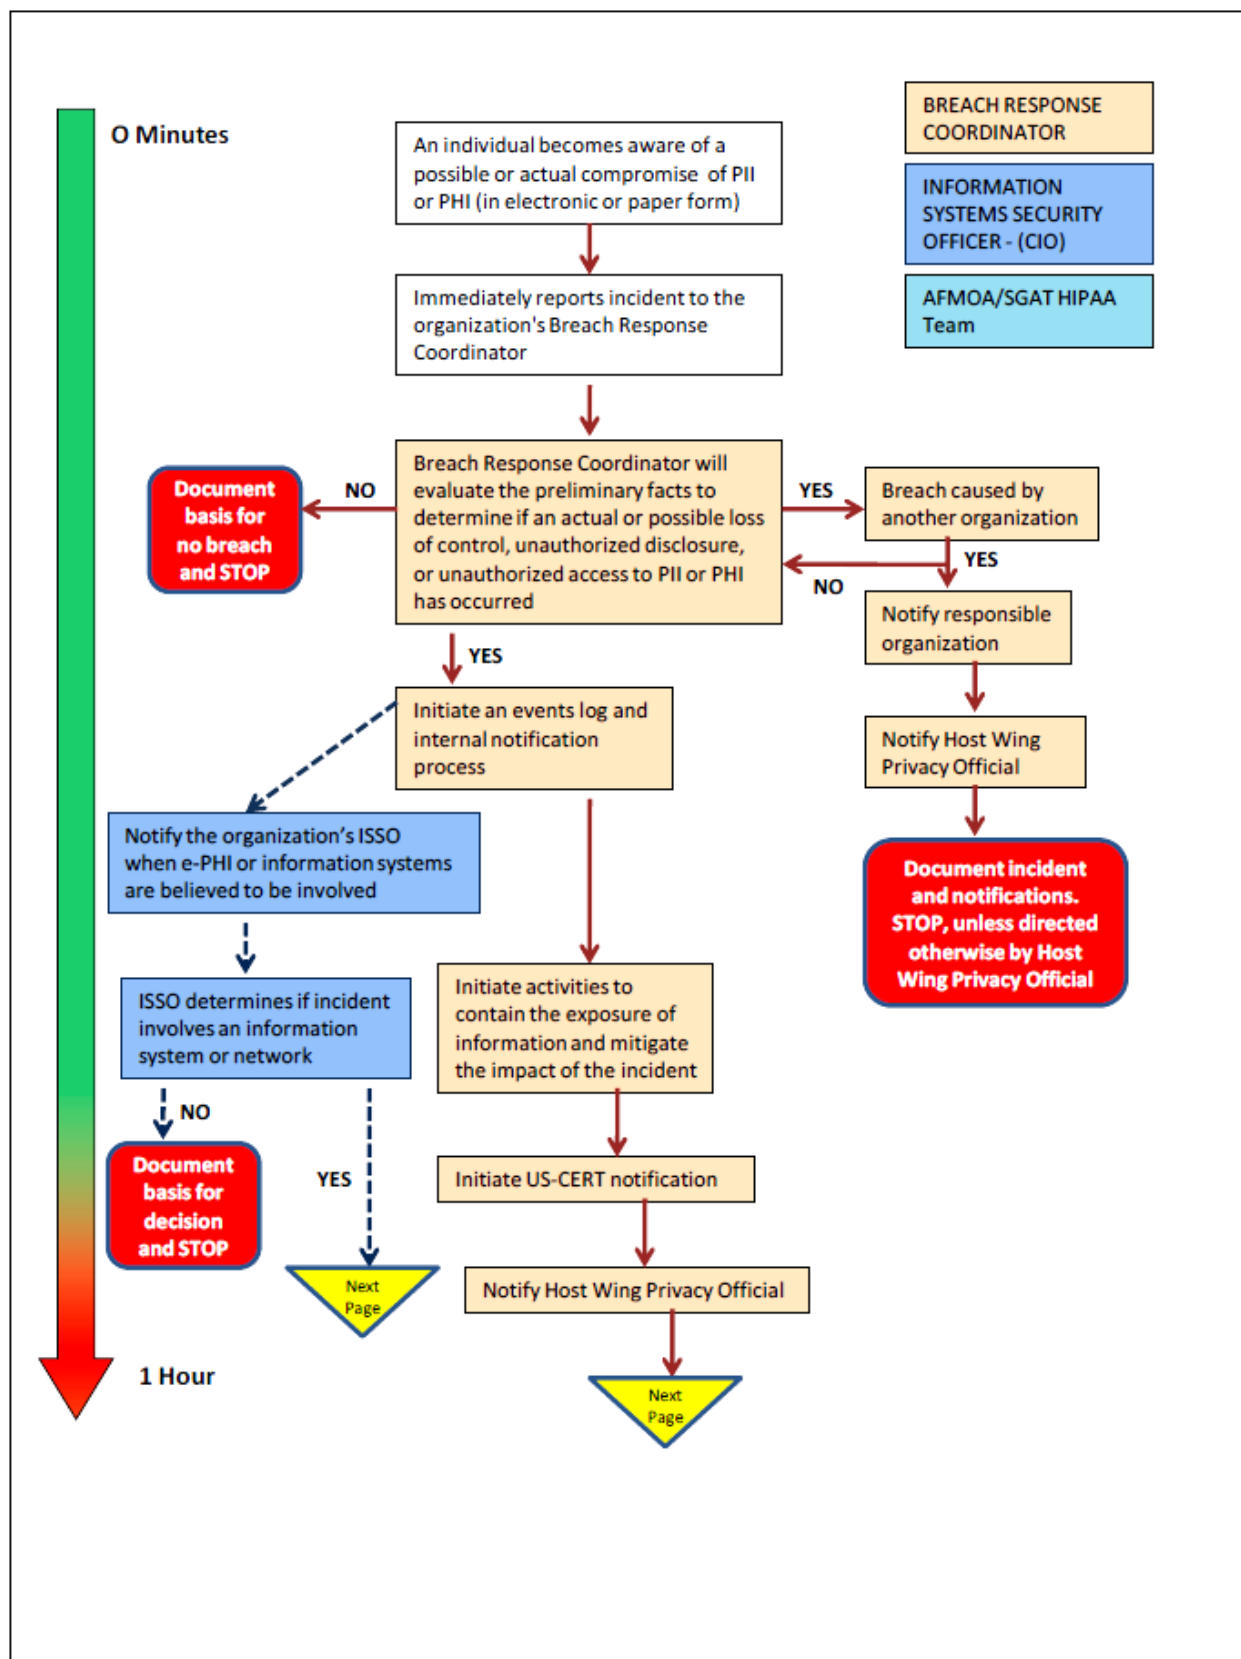 O Minutes
An individual becomes aware of a
possible or actual compromise of PII
or PHI (in electronic or paper form)
BREACH RESPONSE
COORDINATOR
INFORMATION
SYSTEMS SECURITY
OFFICER - (CIO)
AFMOA/SGAT HIPAA
Team
Immediately reports incident to the
organization's Breach Response
Coordinator
Breach Response Coordinator will
evaluate the preliminary facts to
determine if an actual or possible loss
of control, unauthorized disclosure,
or unauthorized access to PII or PHI
has occurred
NO
Document
basis for
no breach
and STOP
YES
Breach caused by
another organization
NO
YES
Notify responsible
organization
Notify Host Wing
Privacy Official
Document incident
and notifications.
STOP, unless directed
otherwise by Host
Wing Privacy Official
YES
Initiate an events log and
internal notification
process
Notify the organization's ISSO
when e-PHI or information systems
are believed to be involved
ISSO determines if incident
involves an information
system or network
NO
Document
basis for
decision
and STOP
YES
Next
Page
Initiate activities to
contain the exposure of
information and mitigate
the impact of the incident
Initiate US-CERT notification
Notify Host Wing Privacy Official
Next
Page
1 Hour